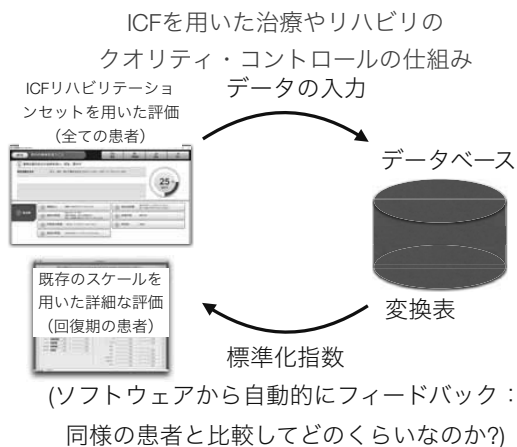 ICFを用いた治療やリハビリの
クオリティ・コントロールの仕組み
ICFリハビリテーショ
ンセットを用いた評価
（全ての患者）
データの入力
データベース
25
既存のスケールを
用いた詳細な評価
（回復期の患者）
変換表
標準化指数
(ソフトウェアから自動的にフィードバック：
同様の患者と比較してどのくらいなのか?)